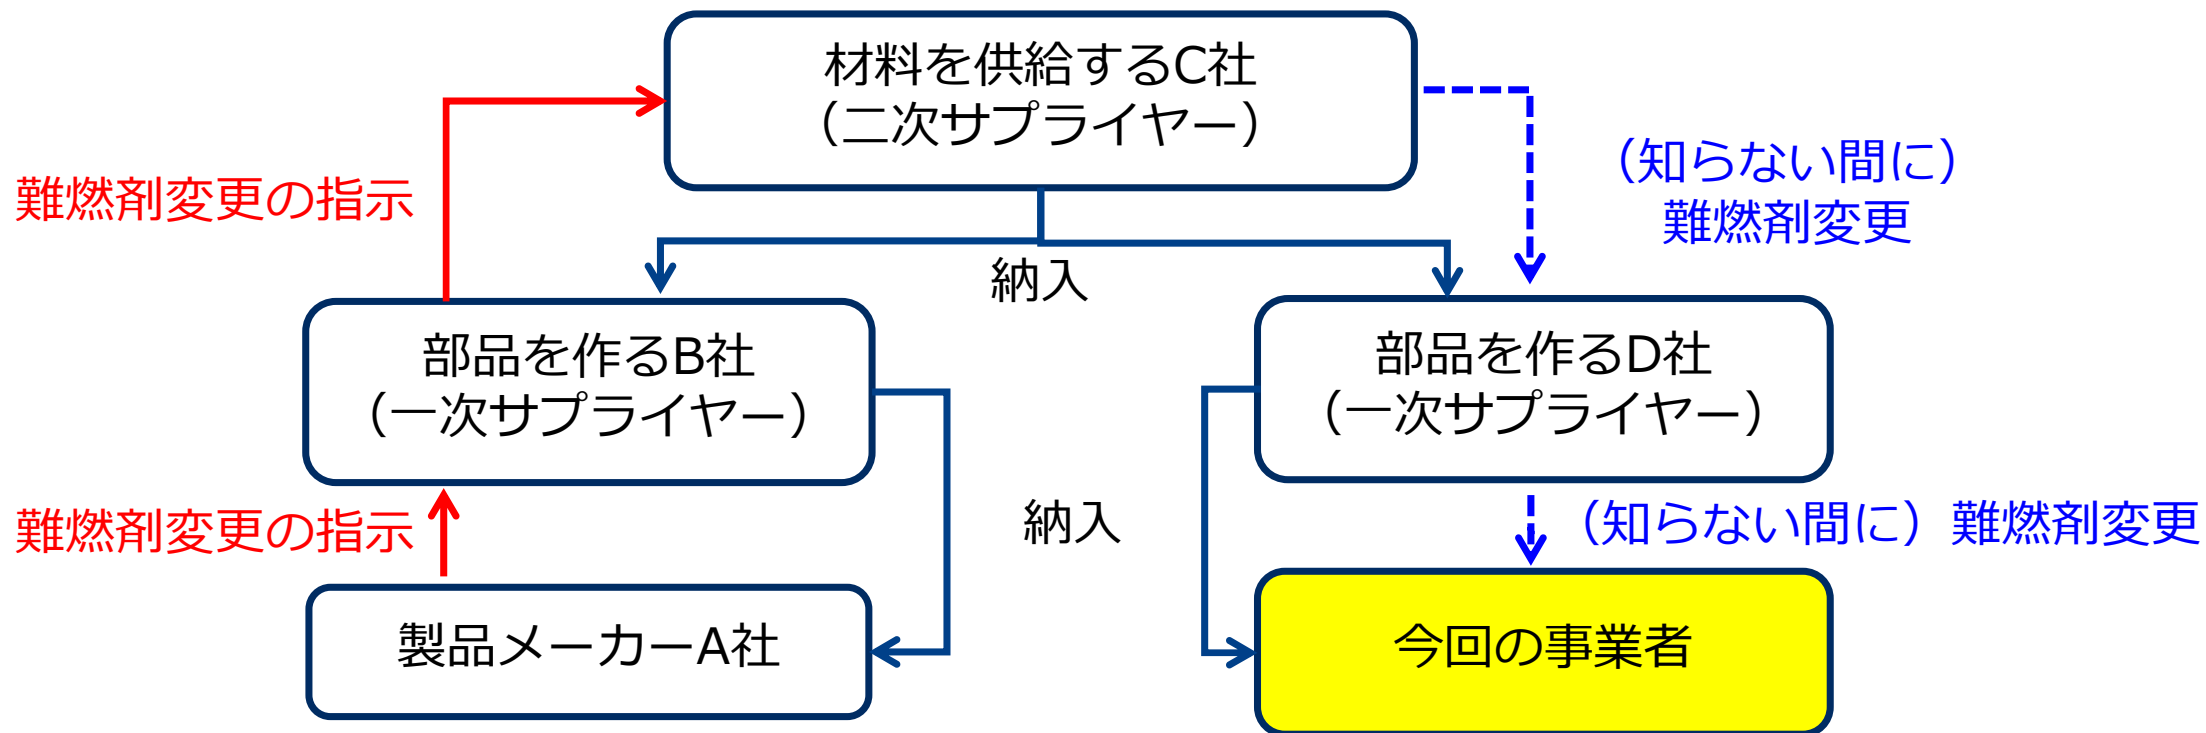 材料を供給するC社
（二次サプライヤー）
難燃剤変更の指示
（知らない間に）
難燃剤変更
納入
部品を作るB社
（一次サプライヤー）
部品を作るD社
（一次サプライヤー）
難燃剤変更の指示
納入
（知らない間に）難燃剤変更
製品メーカーA社
今回の事業者